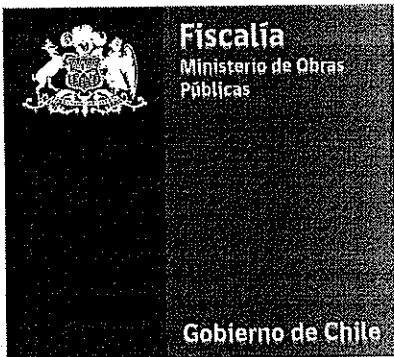 Fiscalía
Ministerio de Obras
Públicas
Gobierno de Chile